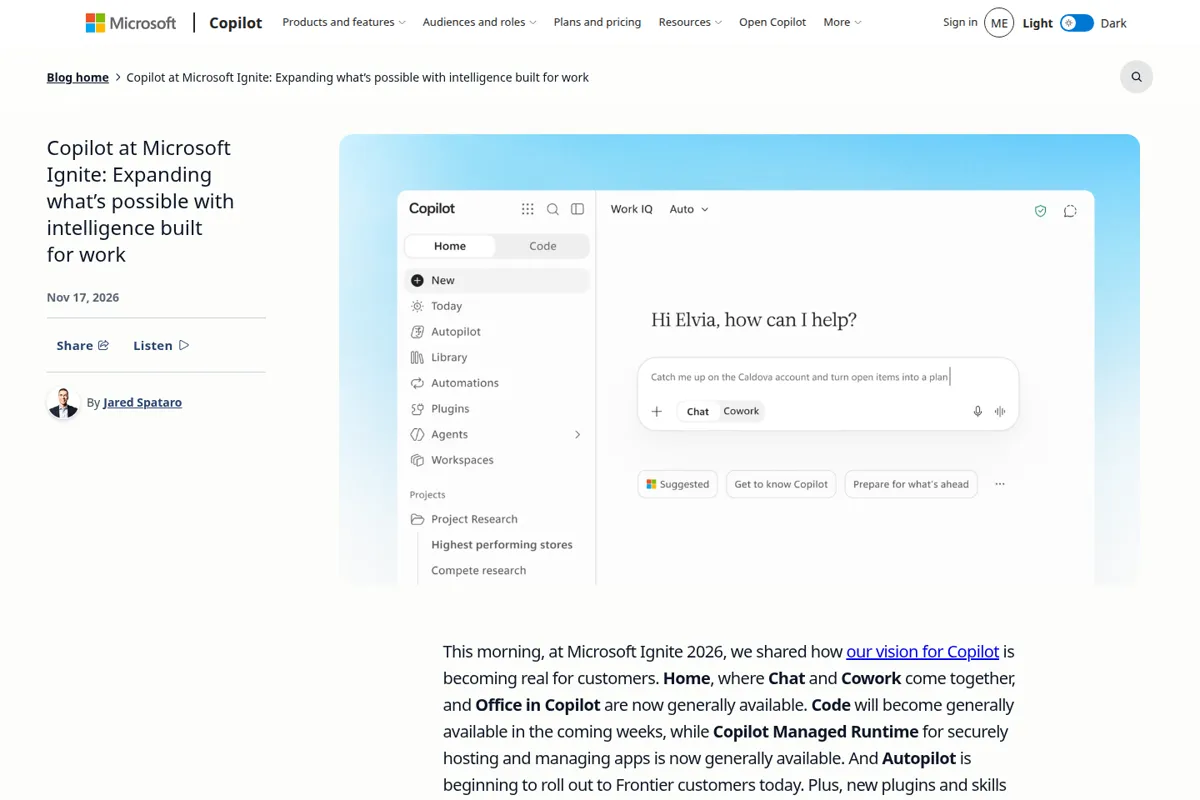 Microsoft
Copilot
Products and features
Audiences and roles
Plans and pricing
Resources
Open Copilot
More
Sign in
ME
Light
Dark
Blog home
Copilot at Microsoft Ignite: Expanding what's possible with intelligence built for work
Copilot at Microsoft
Ignite: Expanding
what’s possible with
intelligence built
for work
Nov 17, 2026
Share
Listen
By Jared Spataro
Copilot
Home
Code
New
Today
Autopilot
Library
Automations
Plugins
Agents
Workspaces
Projects
Project Research
Highest performing stores
Compete research
Work IQ
Auto
Hi Elvia, how can I help?
Catch me up on the Caldova account and turn open items into a plan
Chat
Cowork
Suggested
Get to know Copilot
Prepare for what's ahead
This morning, at Microsoft Ignite 2026, we shared how our vision for Copilot is
becoming real for customers. Home, where Chat and Cowork come together,
and Office in Copilot are now generally available. Code will become generally
available in the coming weeks, while Copilot Managed Runtime for securely
hosting and managing apps is now generally available. And Autopilot is
beginning to roll out to Frontier customers today. Plus, new plugins and skills